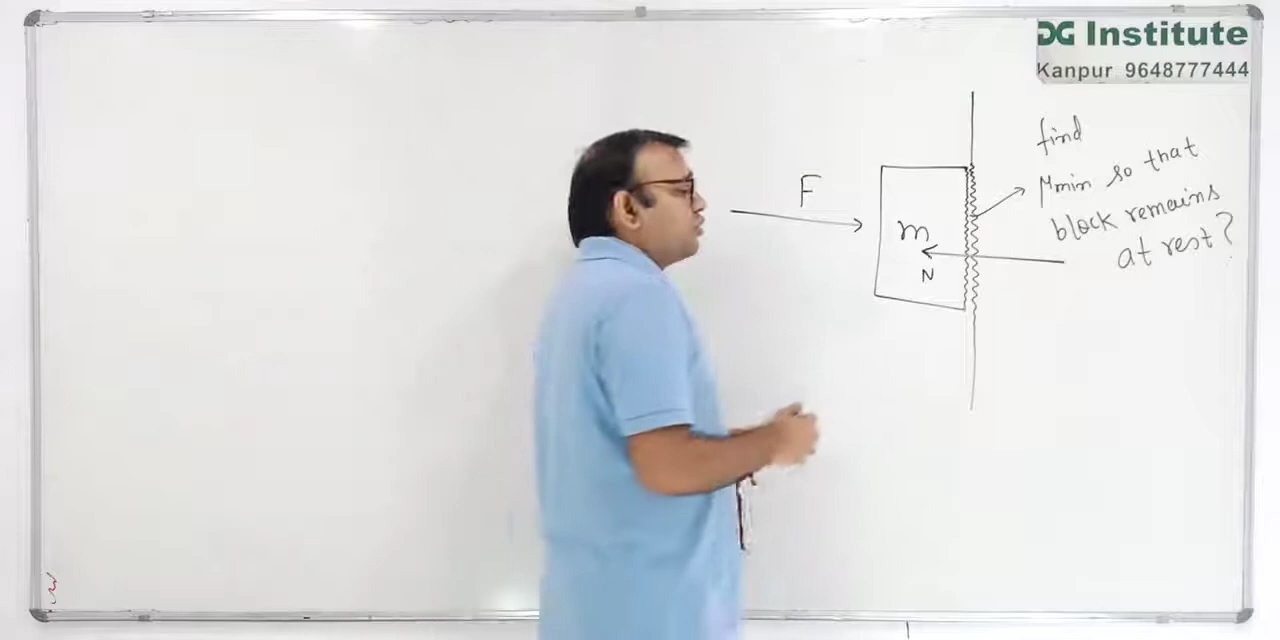 DG Institute
Kanpur 9648777444
find
μmin so that
block remains
at rest?
F
m
N